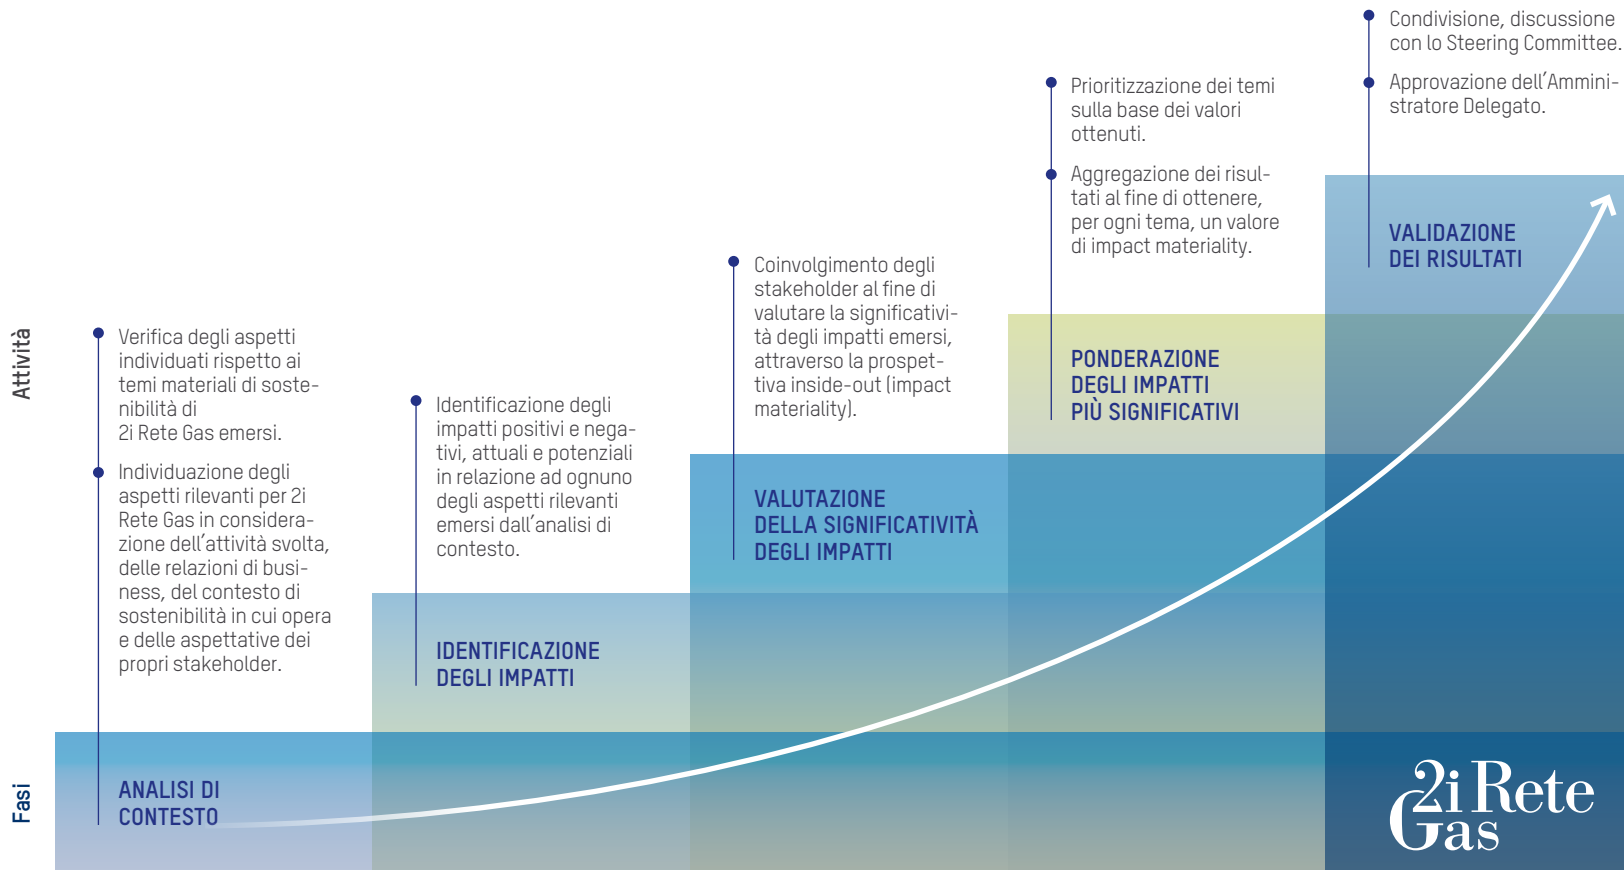 Attività
Fasi
Verifica degli aspetti
individuati rispetto ai
temi materiali di soste-
nibilità di
2i Rete Gas emersi.
Individuazione degli
aspetti rilevanti per 2i
Rete Gas in considera-
zione dell'attività svolta,
delle relazioni di busi-
ness, del contesto di
sostenibilità in cui opera
e delle aspettative dei
propri stakeholder.
ANALISI DI
CONTESTO
Identificazione degli
impatti positivi e nega-
tivi, attuali e potenziali
in relazione ad ognuno
degli aspetti rilevanti
emersi dall'analisi di
contesto.
IDENTIFICAZIONE
DEGLI IMPATTI
Coinvolgimento degli
stakeholder al fine di
valutare la significativi-
tà degli impatti emersi,
attraverso la prospet-
tiva inside-out (impact
materiality).
VALUTAZIONE
DELLA SIGNIFICATIVITÀ
DEGLI IMPATTI
Prioritizzazione dei temi
sulla base dei valori
ottenuti.
Aggregazione dei risul-
tati al fine di ottenere,
per ogni tema, un valore
di impact materiality.
PONDERAZIONE
DEGLI IMPATTI
PIÙ SIGNIFICATIVI
Condivisione, discussione
con lo Steering Committee.
Approvazione dell'Ammini-
stratore Delegato.
VALIDAZIONE
DEI RISULTATI
2i Rete
Gas